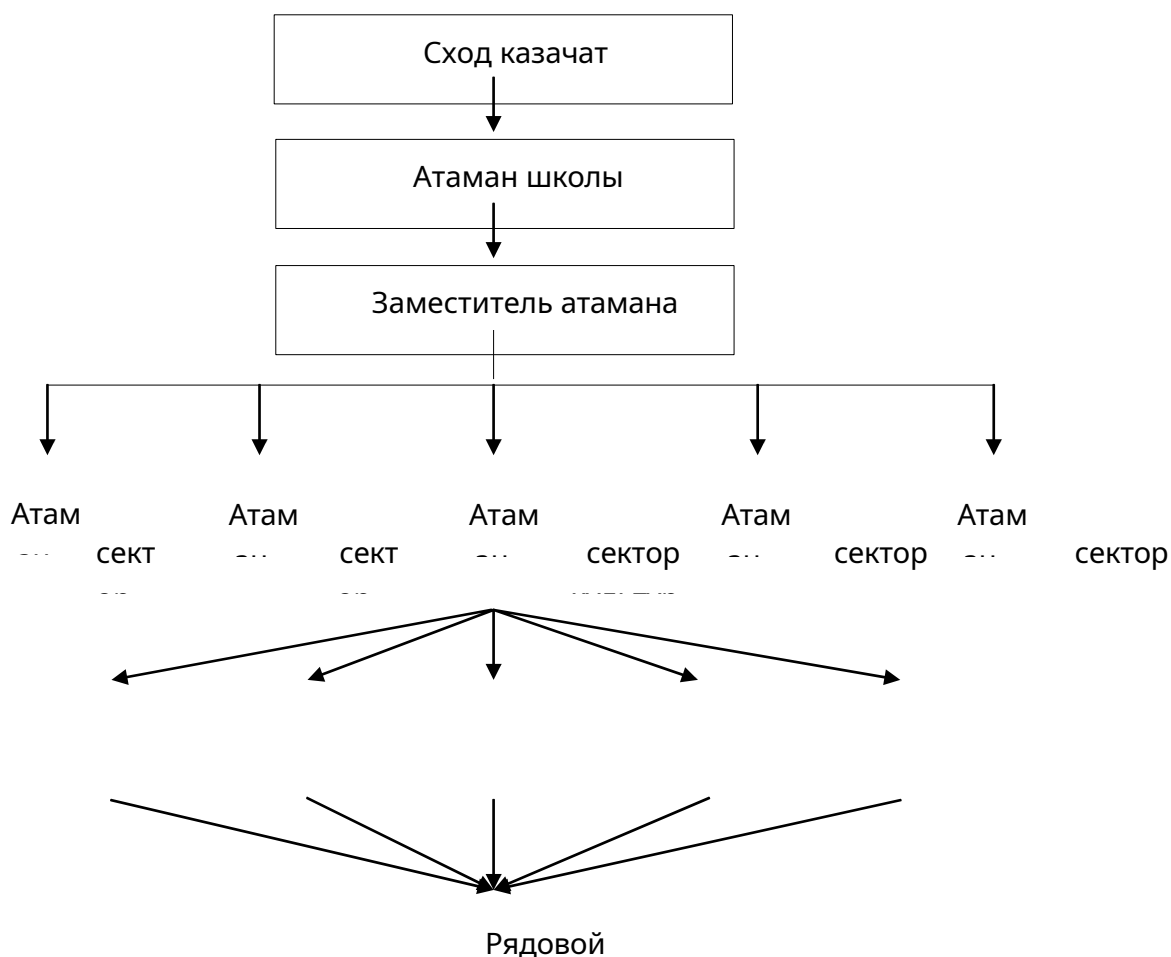 Сход казачат
Атаман школы
Заместитель атамана
Атам Атам Атам Атам Атам
сект сект сектор сектор сектор
Рядовой